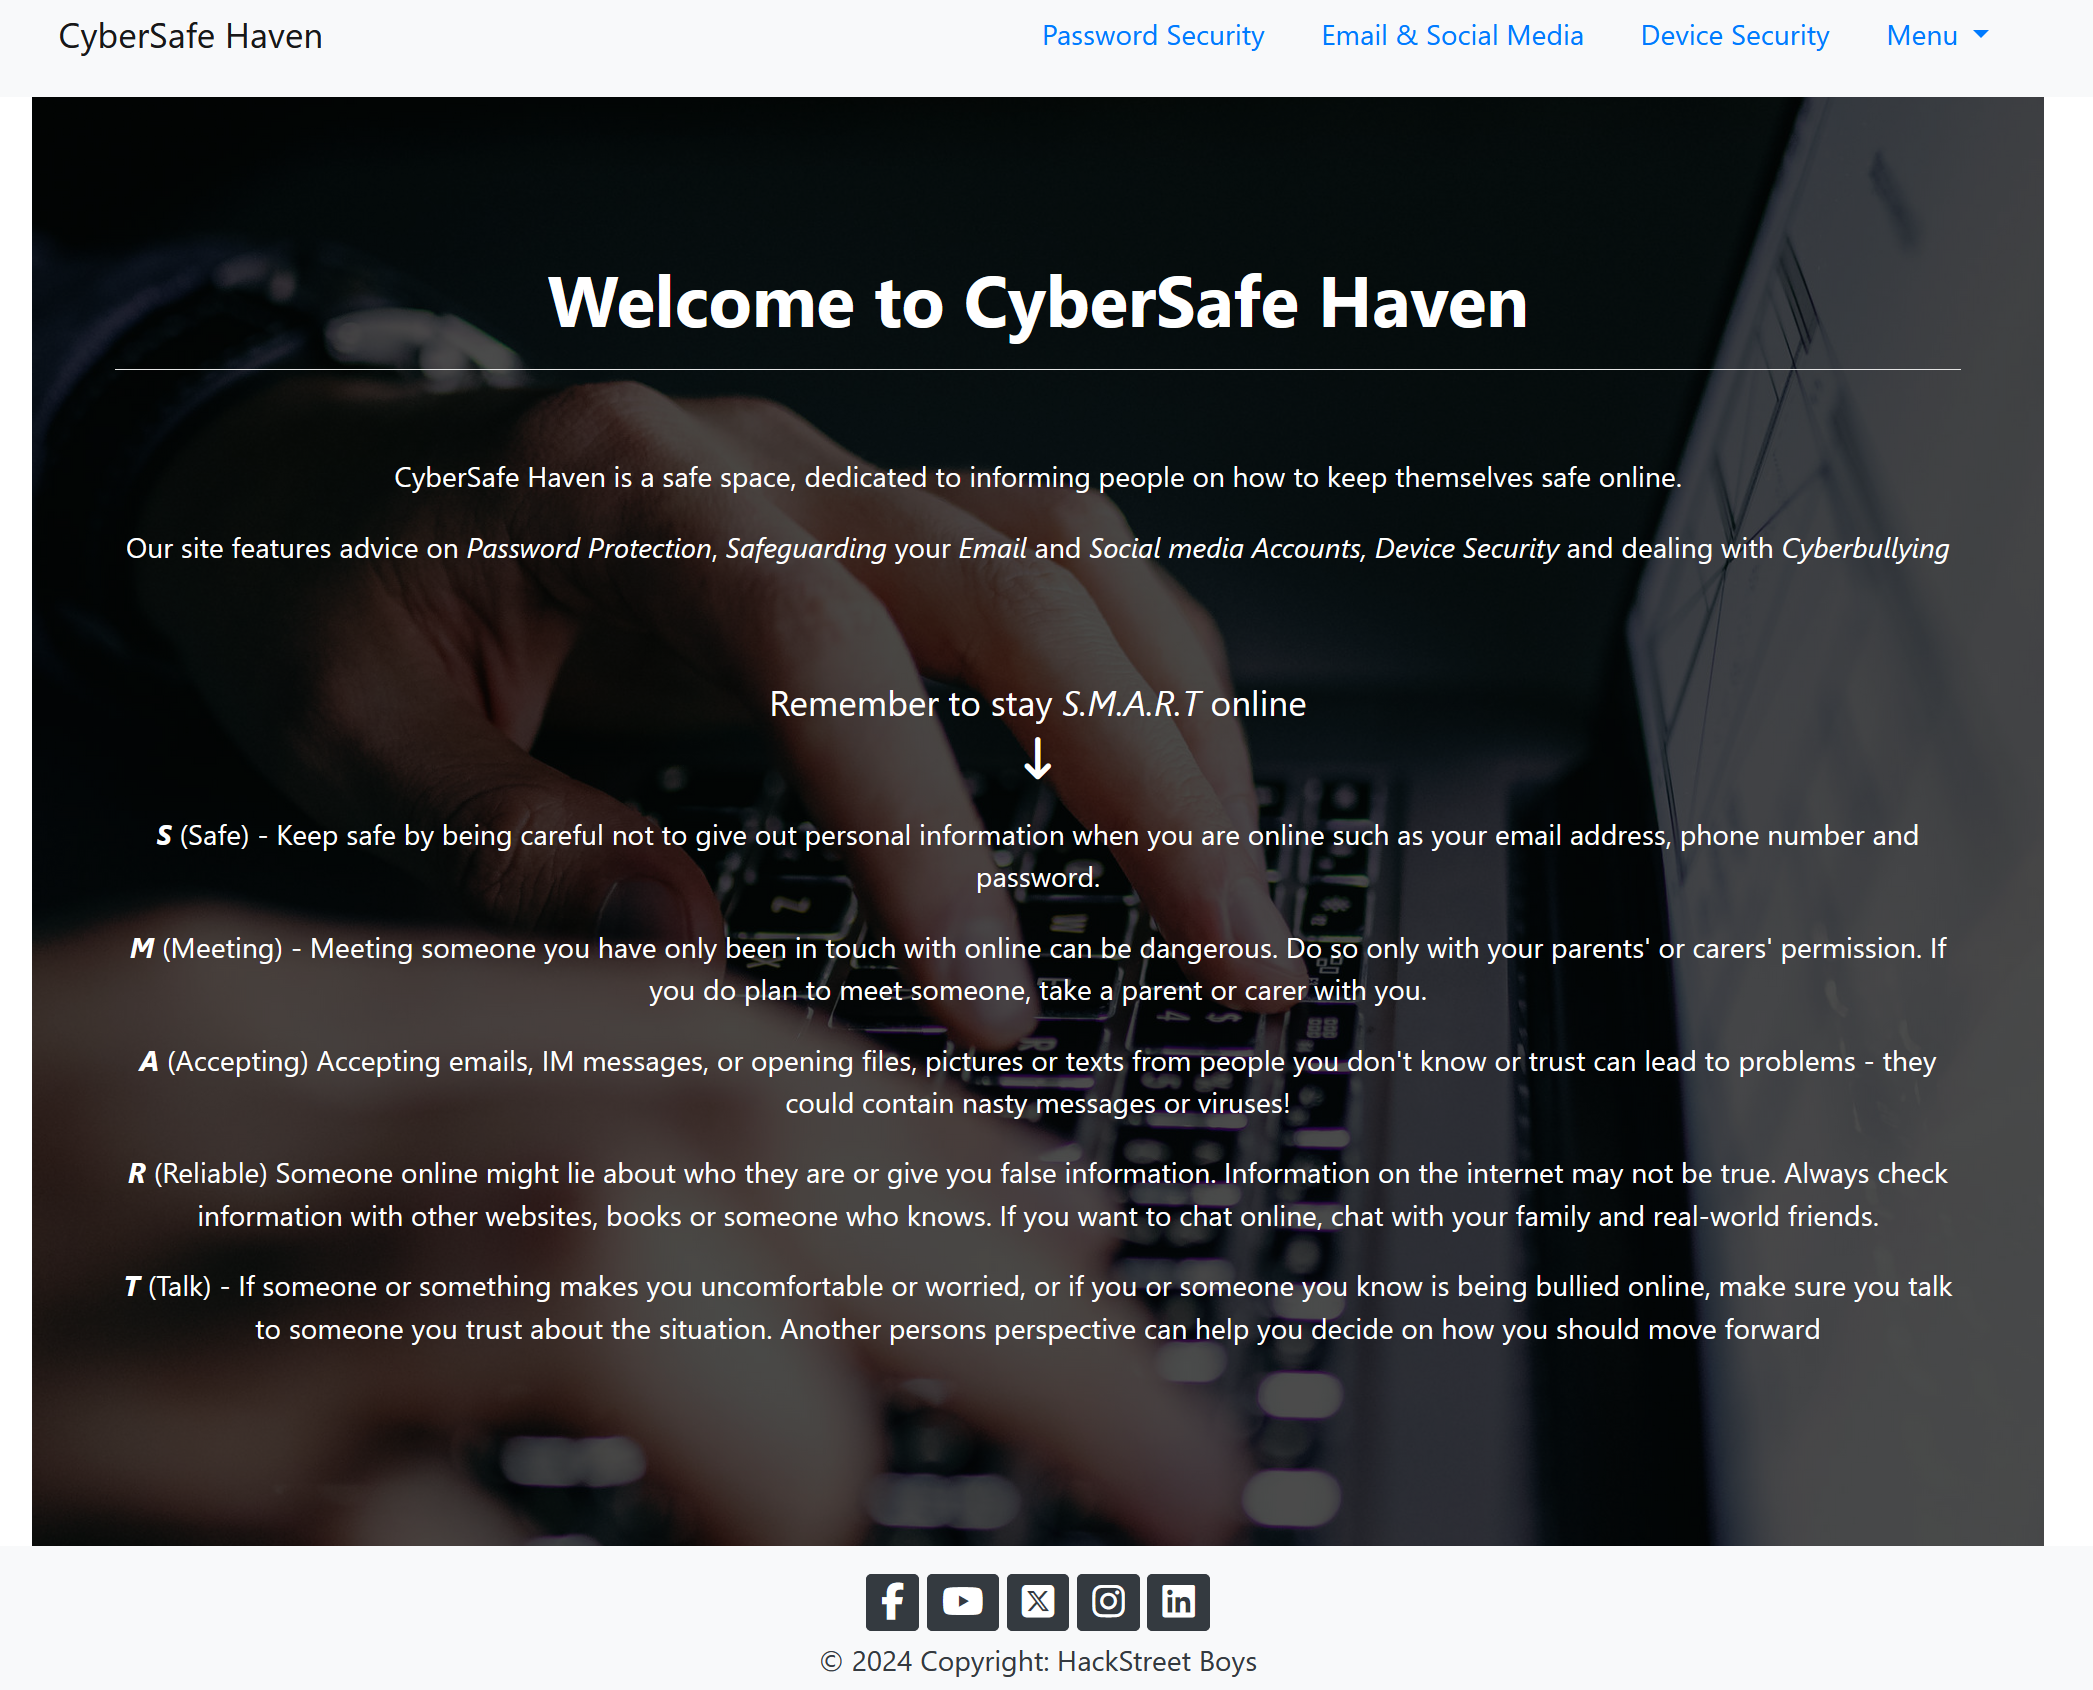 CyberSafe Haven
Password Security
Email & Social Media
Device Security
Menu
Welcome to CyberSafe Haven
CyberSafe Haven is a safe space, dedicated to informing people on how to keep themselves safe online.
Our site features advice on Password Protection, Safeguarding your Email and Social media Accounts, Device Security and dealing with Cyberbullying
Remember to stay S.M.A.R.T online
S (Safe) - Keep safe by being careful not to give out personal information when you are online such as your email address, phone number and
password.
M (Meeting) - Meeting someone you have only been in touch with online can be dangerous. Do so only with your parents' or carers' permission. If
you do plan to meet someone, take a parent or carer with you.
A (Accepting) Accepting emails, IM messages, or opening files, pictures or texts from people you don't know or trust can lead to problems - they
could contain nasty messages or viruses!
R (Reliable) Someone online might lie about who they are or give you false information. Information on the internet may not be true. Always check
information with other websites, books or someone who knows. If you want to chat online, chat with your family and real-world friends.
T (Talk) - If someone or something makes you uncomfortable or worried, or if you or someone you know is being bullied online, make sure you talk
to someone you trust about the situation. Another persons perspective can help you decide on how you should move forward
© 2024 Copyright: HackStreet Boys